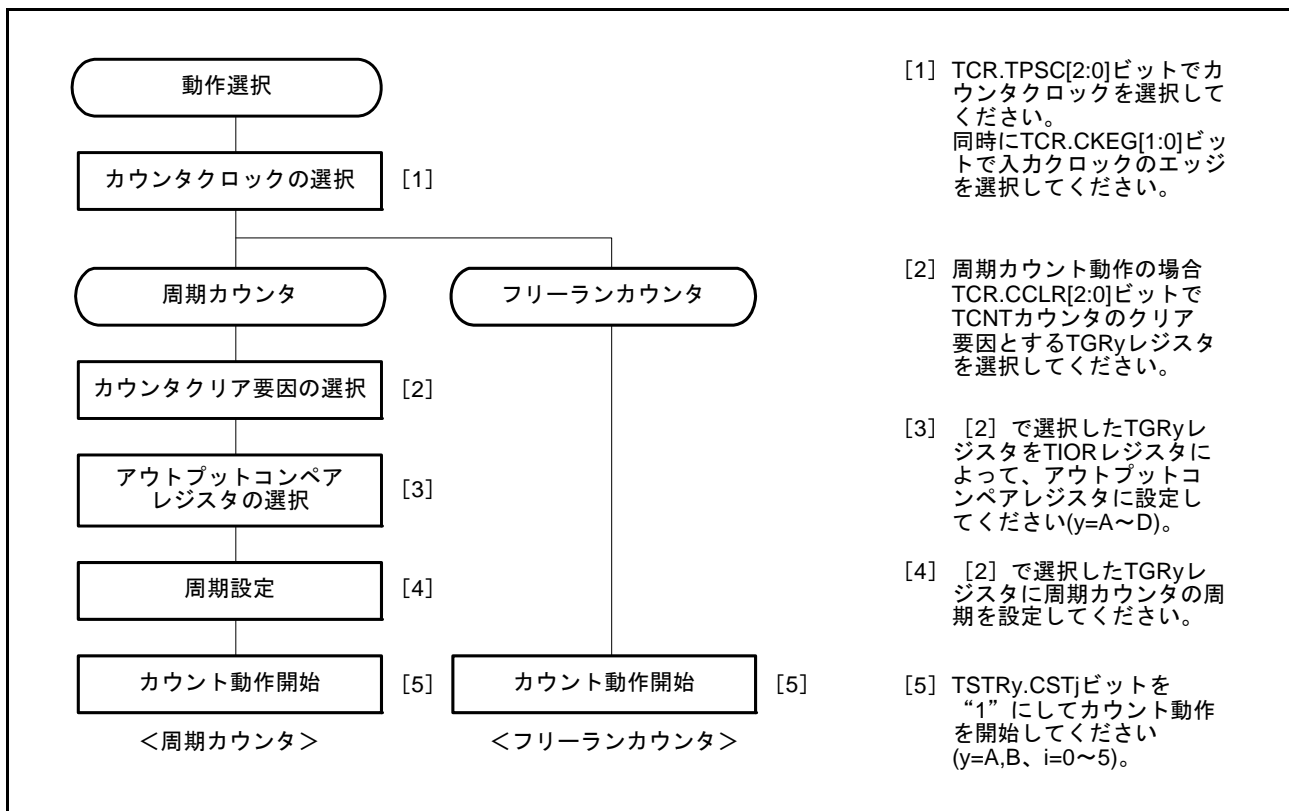 動作選択
カウンタクロックの選択 [1]
周期カウンタ
フリーランカウンタ
カウンタクリア要因の選択 [2]
アウトプットコンペア
レジスタの選択 [3]
周期設定 [4]
カウント動作開始 [5]
カウント動作開始 [5]
＜周期カウンタ＞
＜フリーランカウンタ＞
[1] TCR.TPSC[2:0]ビットでカ
ウンタクロックを選択して
ください。
同時にTCR.CKEG[1:0]ビッ
トで入力クロックのエッジ
を選択してください。
[2] 周期カウント動作の場合
TCR.CCLR[2:0]ビットで
TCNTカウンタのクリア
要因とするTGRyレジスタ
を選択してください。
[3] [2]で選択したTGRyレ
ジスタをTIORレジスタに
よって、アウトプットコ
ンペアレジスタに設定し
てください(y=A～D)。
[4] [2]で選択したTGRyレ
ジスタに周期カウンタの周
期を設定してください。
[5] TSTRy.CSTjビットを
“1”にしてカウント動作
を開始してください
(y=A,B、i=0～5)。